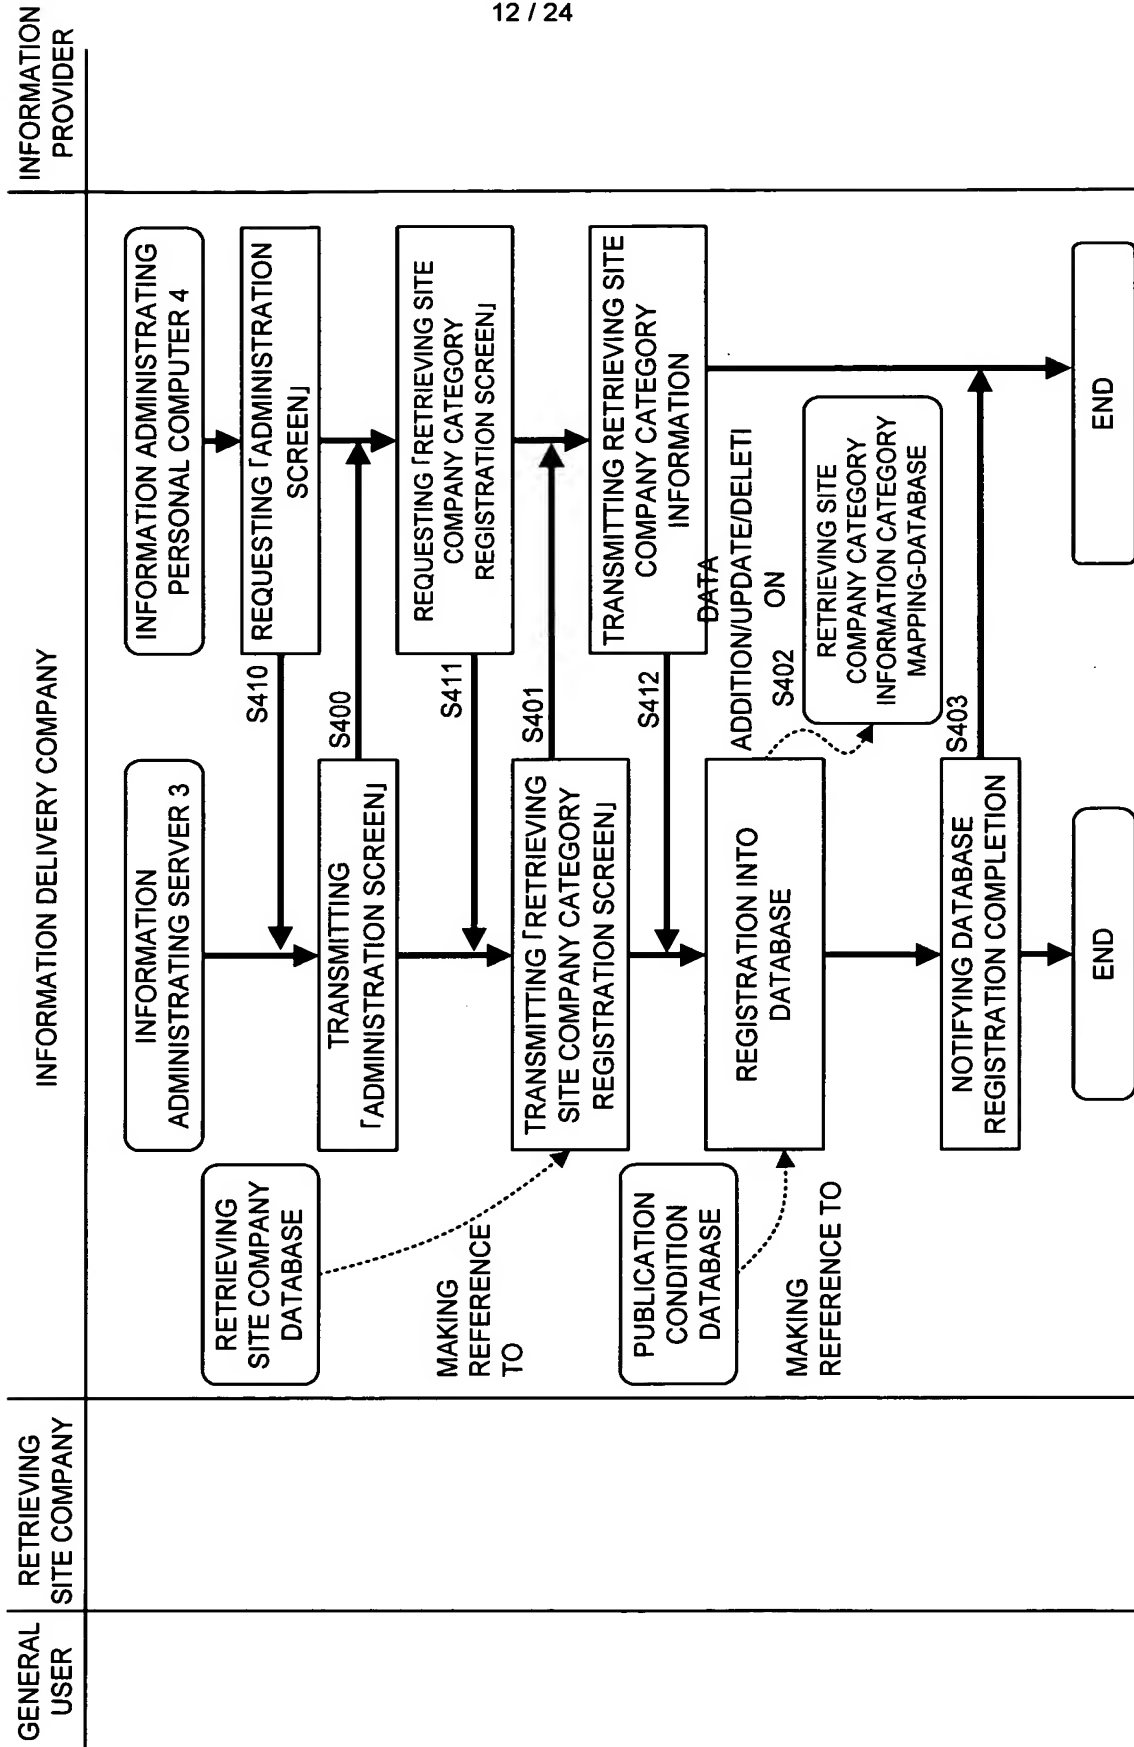 12 / 24
GENERAL
USER
RETRIEVING
SITE COMPANY
INFORMATION DELIVERY COMPANY
INFORMATION
PROVIDER
INFORMATION
ADMINISTRATING SERVER 3
INFORMATION ADMINISTRATING
PERSONAL COMPUTER 4
S410
REQUESTING「ADMINISTRATION
SCREEN」
RETRIEVING
SITE COMPANY
DATABASE
TRANSMITTING
「ADMINISTRATION SCREEN」
S400
S411
REQUESTING「RETRIEVING SITE
COMPANY CATEGORY
REGISTRATION SCREEN」
MAKING
REFERENCE
TO
TRANSMITTING「RETRIEVING
SITE COMPANY CATEGORY
REGISTRATION SCREEN」
S401
S412
TRANSMITTING RETRIEVING SITE
COMPANY CATEGORY
INFORMATION
PUBLICATION
CONDITION
DATABASE
REGISTRATION INTO
DATABASE
DATA
ADDITION/UPDATE/DELETI
ON
S402
MAKING
REFERENCE TO
RETRIEVING SITE
COMPANY CATEGORY
INFORMATION CATEGORY
MAPPING-DATABASE
NOTIFYING DATABASE
REGISTRATION COMPLETION
S403
END
END